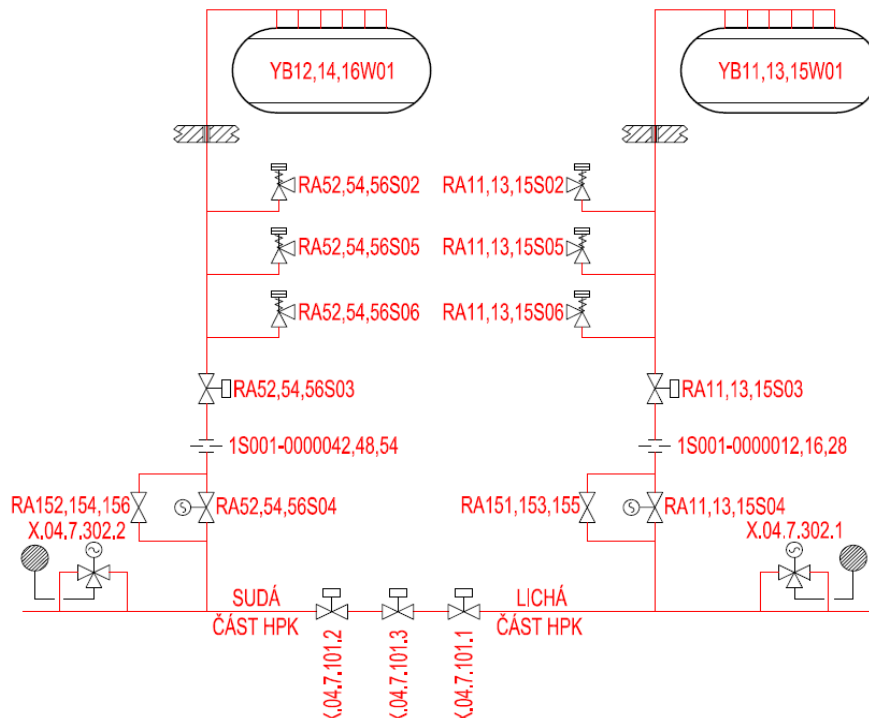 YB12,14,16W01
YB11,13,15W01
RA52,54,56S02
RA11,13,15S02
RA52,54,56S05
RA11,13,15S05
RA52,54,56S06
RA11,13,15S06
RA52,54,56S03
RA11,13,15S03
1S001-0000042,48,54
1S001-0000012,16,28
RA152,154,156
S
RA52,54,56S04
RA151,153,155
S
RA11,13,15S04
X.04.7.302.2
X.04.7.302.1
SUDÁ
ČÁST HPK
LICHÁ
ČÁST HPK
X.04.7.101.2
X.04.7.101.3
X.04.7.101.1